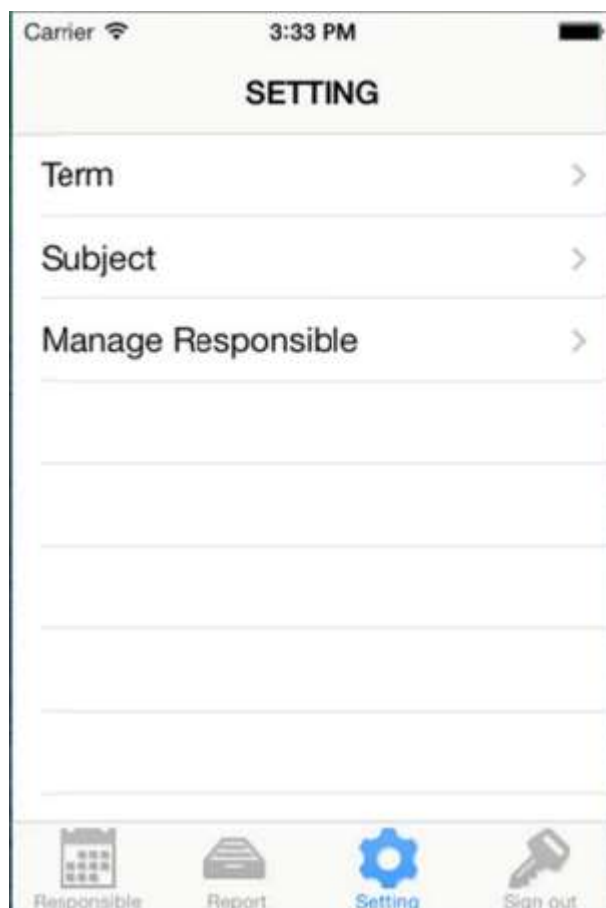 Carrier 3:33 PM
SETTING
Term
Subject
Manage Responsible
Responsible Report Setting Sign out